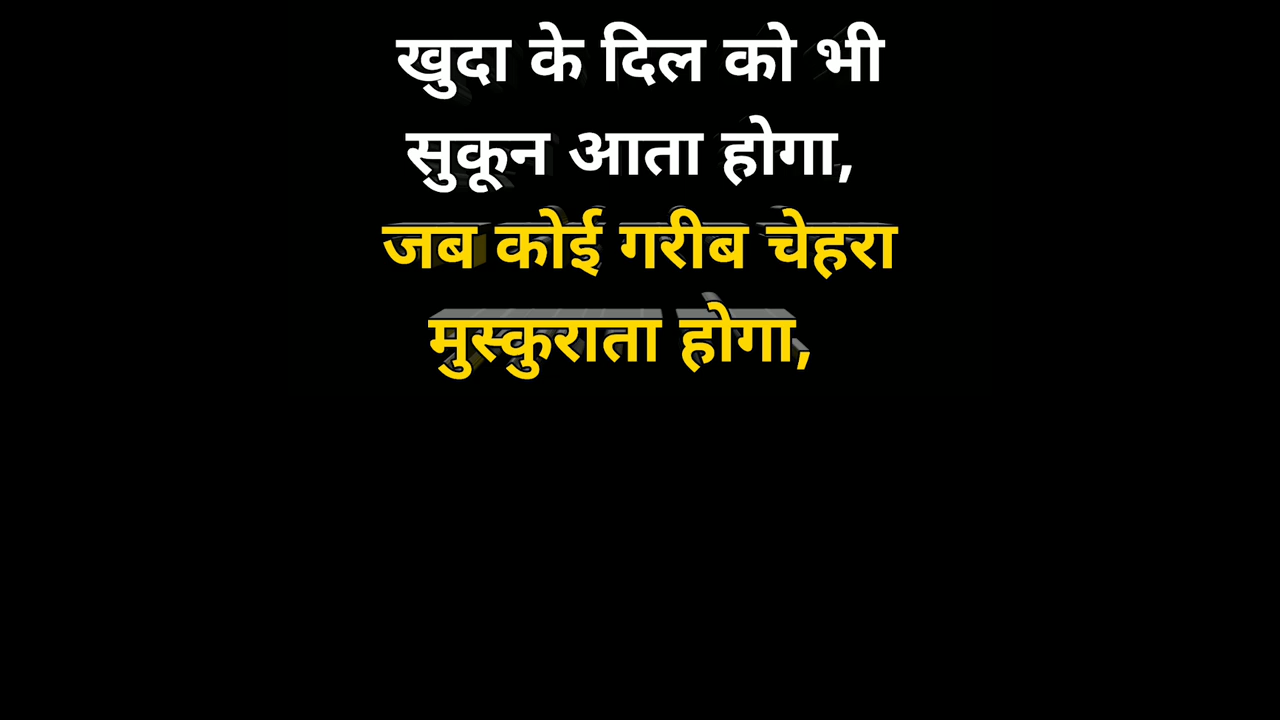 खुदा के दिल को भी
सुकून आता होगा,
जब कोई गरीब चेहरा
मुस्कुराता होगा,